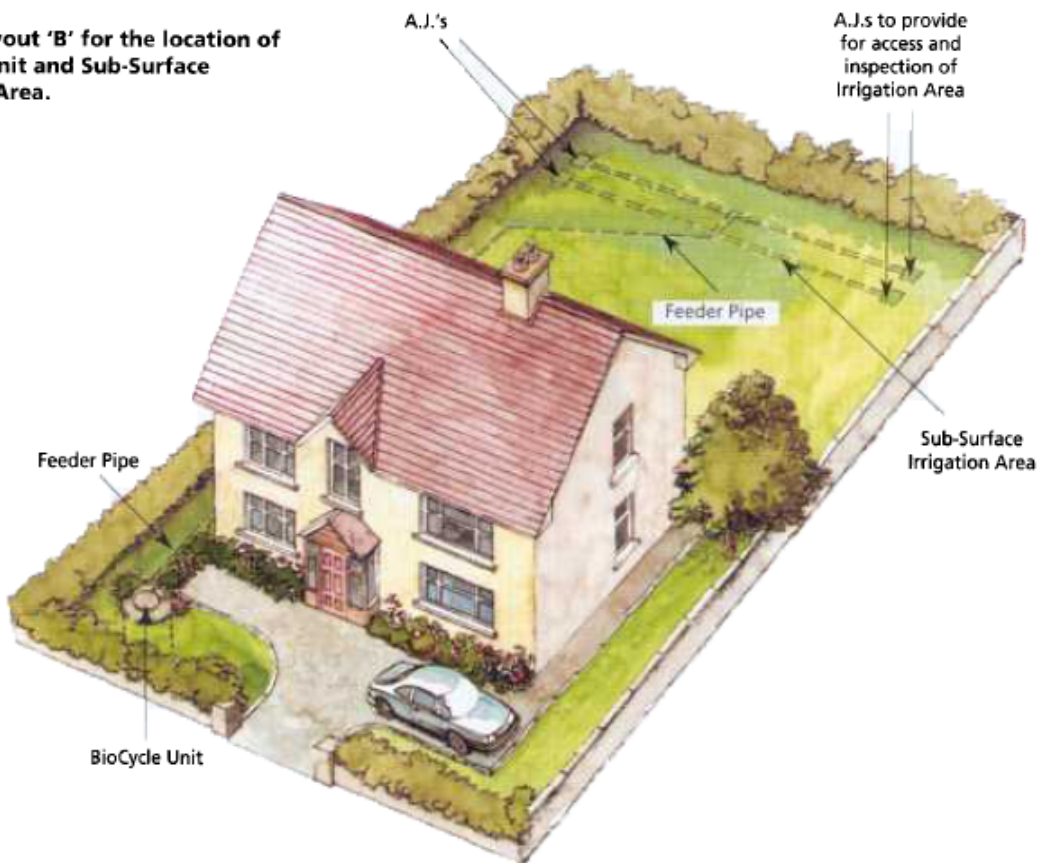 out ‘B’ for the location of
nit and Sub-Surface
Area.
A.J.’s
A.J.s to provide
for access and
inspection of
Irrigation Area
Feeder Pipe
Sub-Surface
Irrigation Area
Feeder Pipe
BioCycle Unit